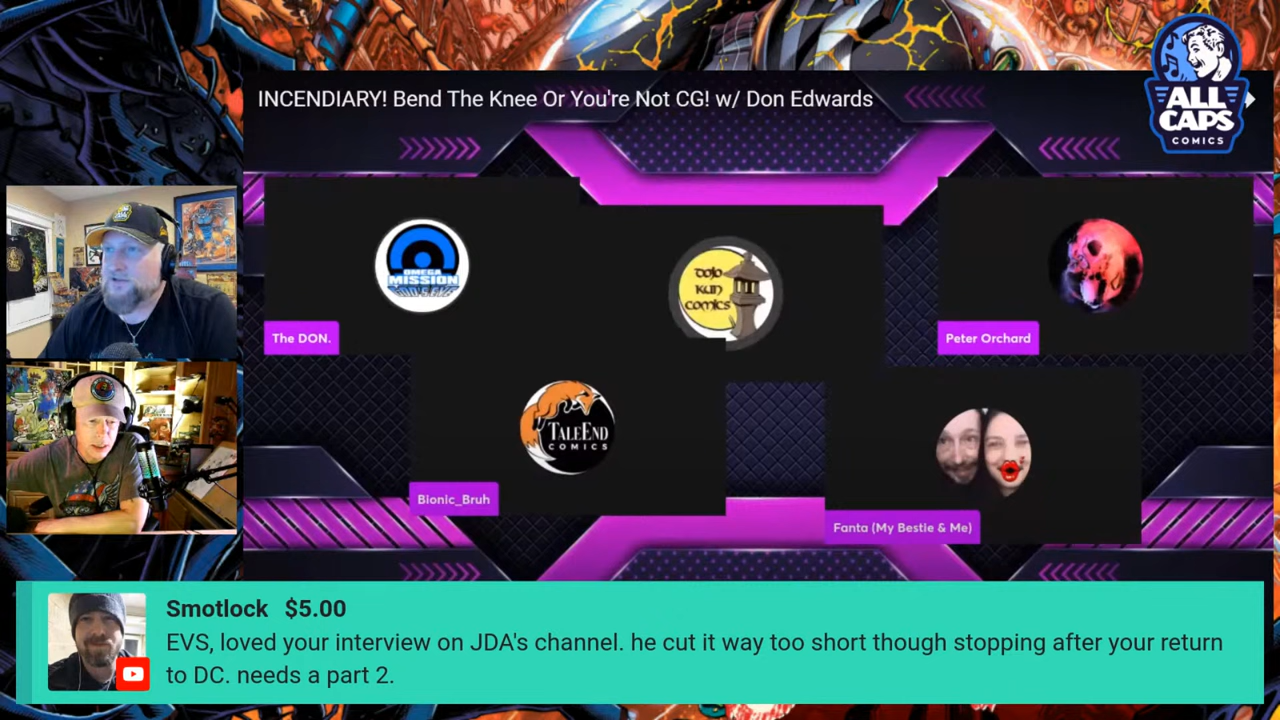 INCENDIARY! Bend The Knee Or You're Not CG! w/ Don Edwards
ALL
CAPS
COMICS
OMEGA
MISSION
The DON.
DOJO
KUN
COMICS
Peter Orchard
TALEEND
COMICS
Bionic_Bruh
Fanta (My Bestie & Me)
Smotlock $5.00
EVS, loved your interview on JDA's channel. he cut it way too short though stopping after your return
to DC. needs a part 2.